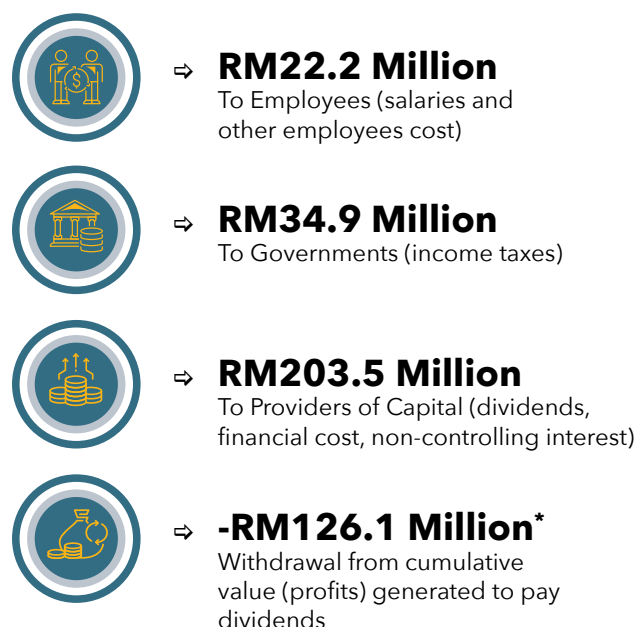 ⇨ RM22.2 Million
To Employees (salaries and
other employees cost)
⇨ RM34.9 Million
To Governments (income taxes)
⇨ RM203.5 Million
To Providers of Capital (dividends,
financial cost, non-controlling interest)
⇨ -RM126.1 Million*
Withdrawal from cumulative
value (profits) generated to pay
dividends